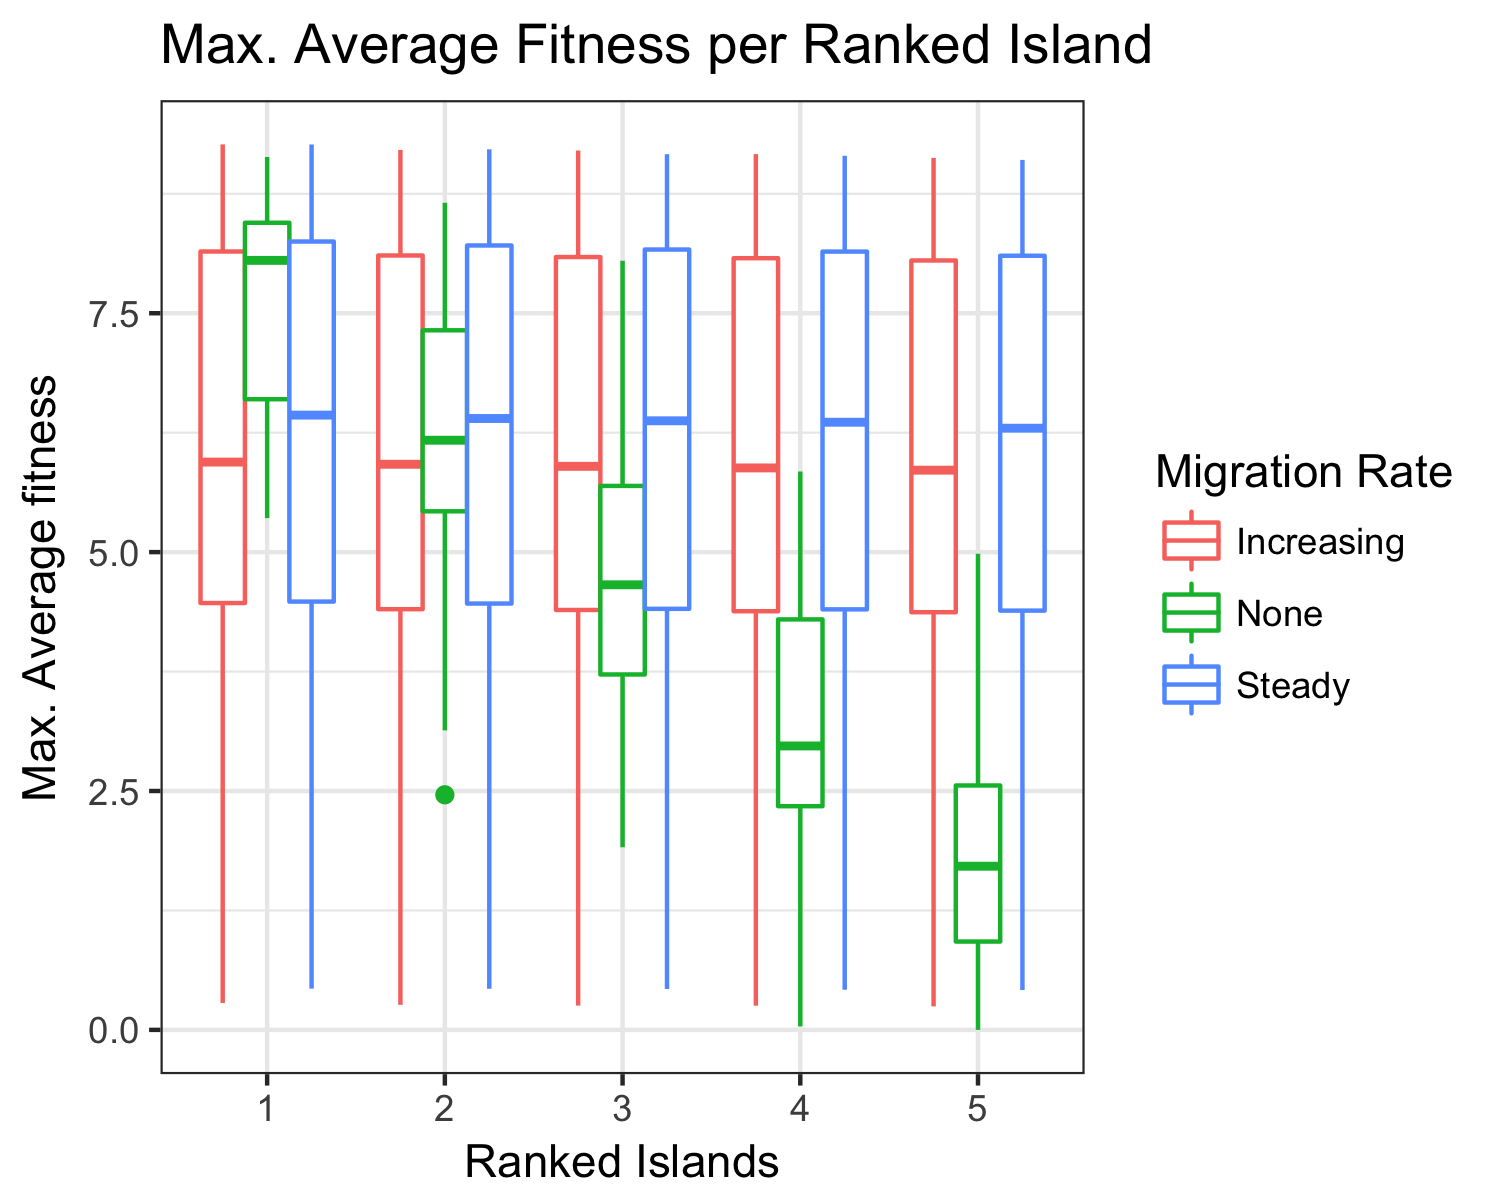 Max. Average Fitness per Ranked Island
Max. Average fitness
7.5
5.0
2.5
0.0
1 2 3 4 5
Ranked Islands
Migration Rate
Increasing
None
Steady